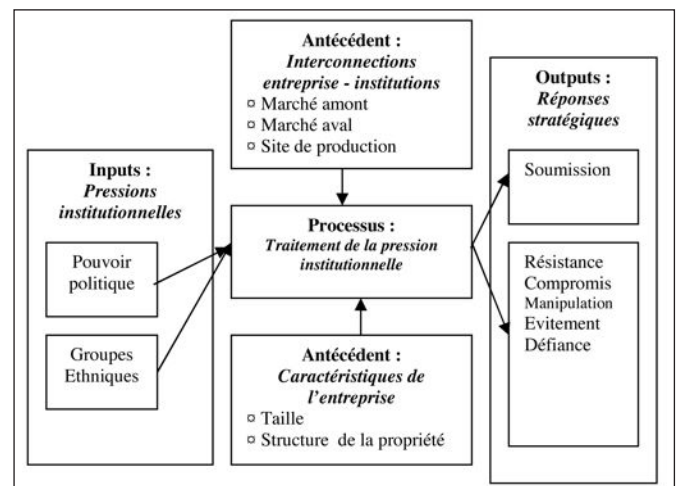 Antécédent :
Interconnections
entreprise - institutions
¤ Marché amont
¤ Marché aval
¤ Site de production
Inputs :
Pressions
institutionnelles
Pouvoir
politique
Groupes
Ethniques
Processus :
Traitement de la pression
institutionnelle
Antécédent :
Caractéristiques de
l'entreprise
¤ Taille
¤ Structure de la propriété
Outputs :
Réponses
stratégiques
Soumission
Résistance
Compromis
Manipulation
Evitement
Défiance